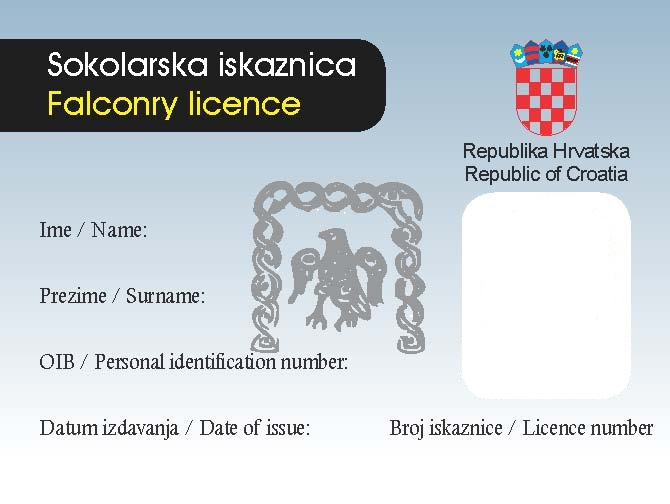 Sokolarska iskaznica
Falconry licence
Republika Hrvatska
Republic of Croatia
Ime / Name:
Prezime / Surname:
OIB / Personal identification number:
Datum izdavanja / Date of issue:
Broj iskaznice / Licence number